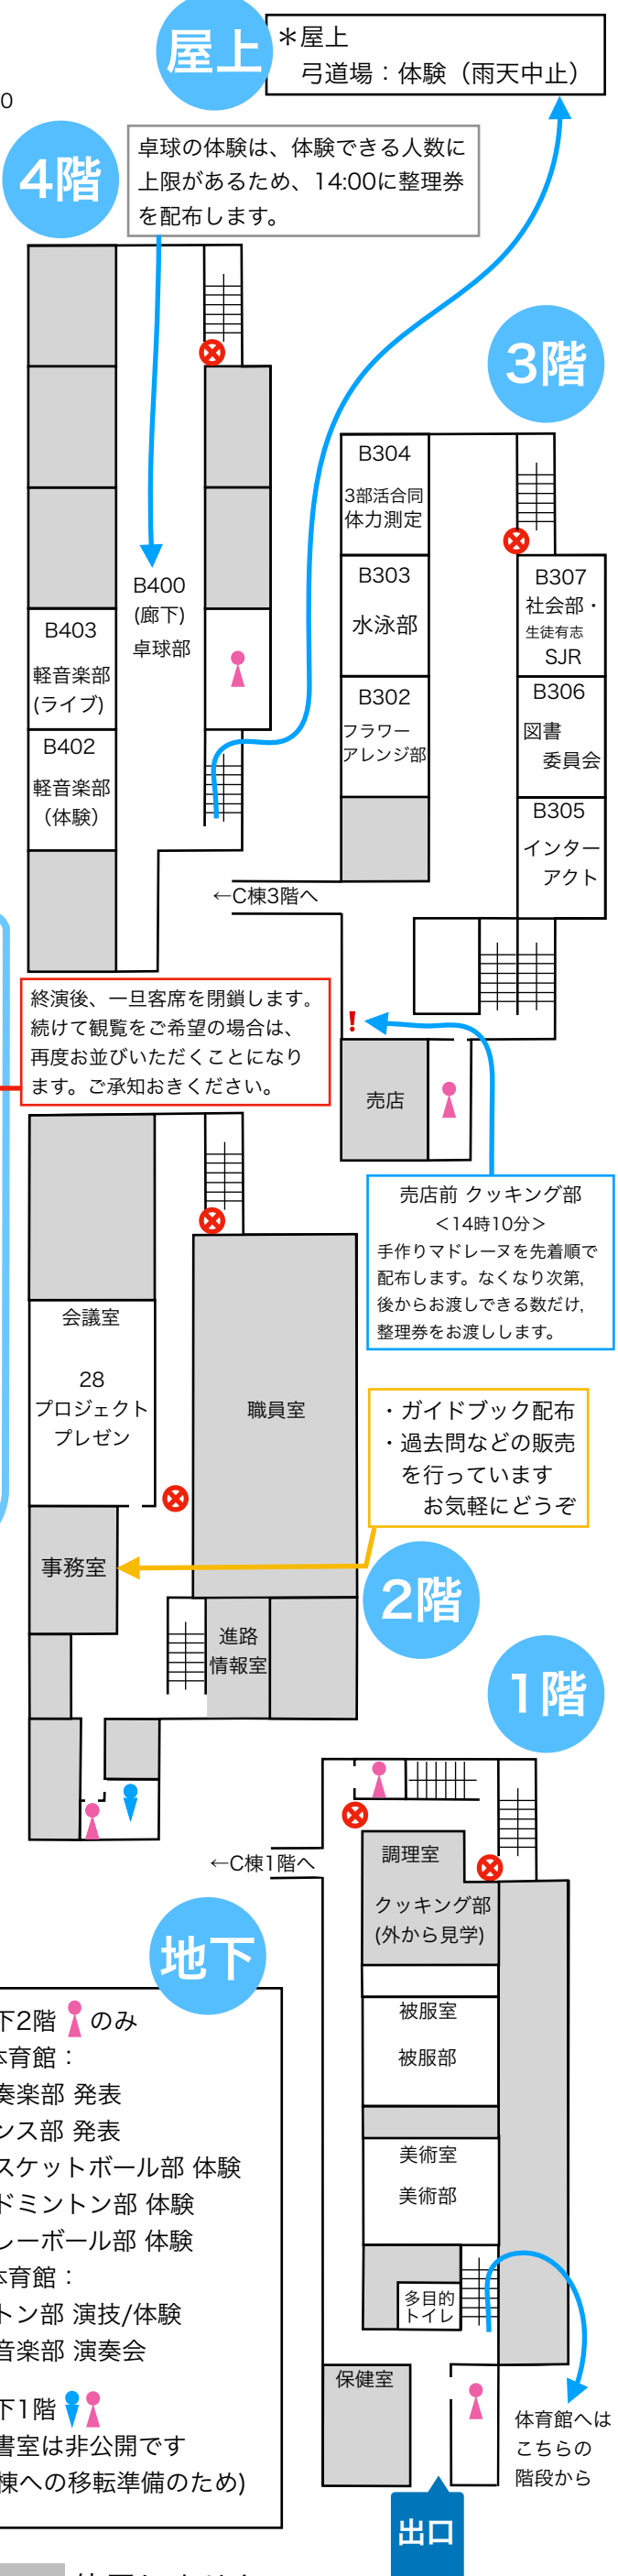 屋上
＊屋上
弓道場：体験（雨天中止）
0
4階
卓球の体験は、体験できる人数に
上限があるため、14:00に整理券
を配布します。
3階
B304
3部活合同
体力測定
B303
水泳部
B302
フラワー
アレンジ部
B307
社会部・
生徒有志
SJR
B306
図書
委員会
B305
インター
アクト
B400
(廊下)
卓球部
B403
軽音楽部
(ライブ)
B402
軽音楽部
（体験）
←C棟3階へ
終演後、一旦客席を閉鎖します。
続けて観覧をご希望の場合は、
再度お並びいただくことになり
ます。ご承知おきください。
!
売店
売店前 クッキング部
＜14時10分＞
手作りマドレーヌを先着順で
配布します。なくなり次第,
後からお渡しできる数だけ,
整理券をお渡しします。
会議室
28
プロジェクト
プレゼン
職員室
・ガイドブック配布
・過去問などの販売
を行っています
お気軽にどうぞ
事務室
2階
進路
情報室
1階
←C棟1階へ
調理室
クッキング部
(外から見学)
被服室
被服部
美術室
美術部
多目的
トイレ
保健室
体育館へは
こちらの
階段から
出口
地下
下2階 のみ
体育館：
奏楽部 発表
ンス部 発表
スケットボール部 体験
ドミントン部 体験
レーボール部 体験
体育館：
トン部 演技/体験
音楽部 演奏会
下1階
書室は非公開です
棟への移転準備のため)